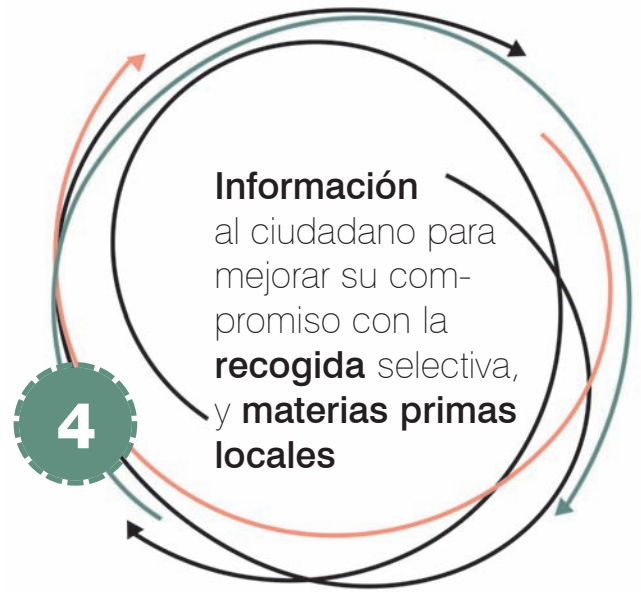 Información
al ciudadano para
mejorar su com-
promiso con la
recogida selectiva,
y materias primas
locales
4